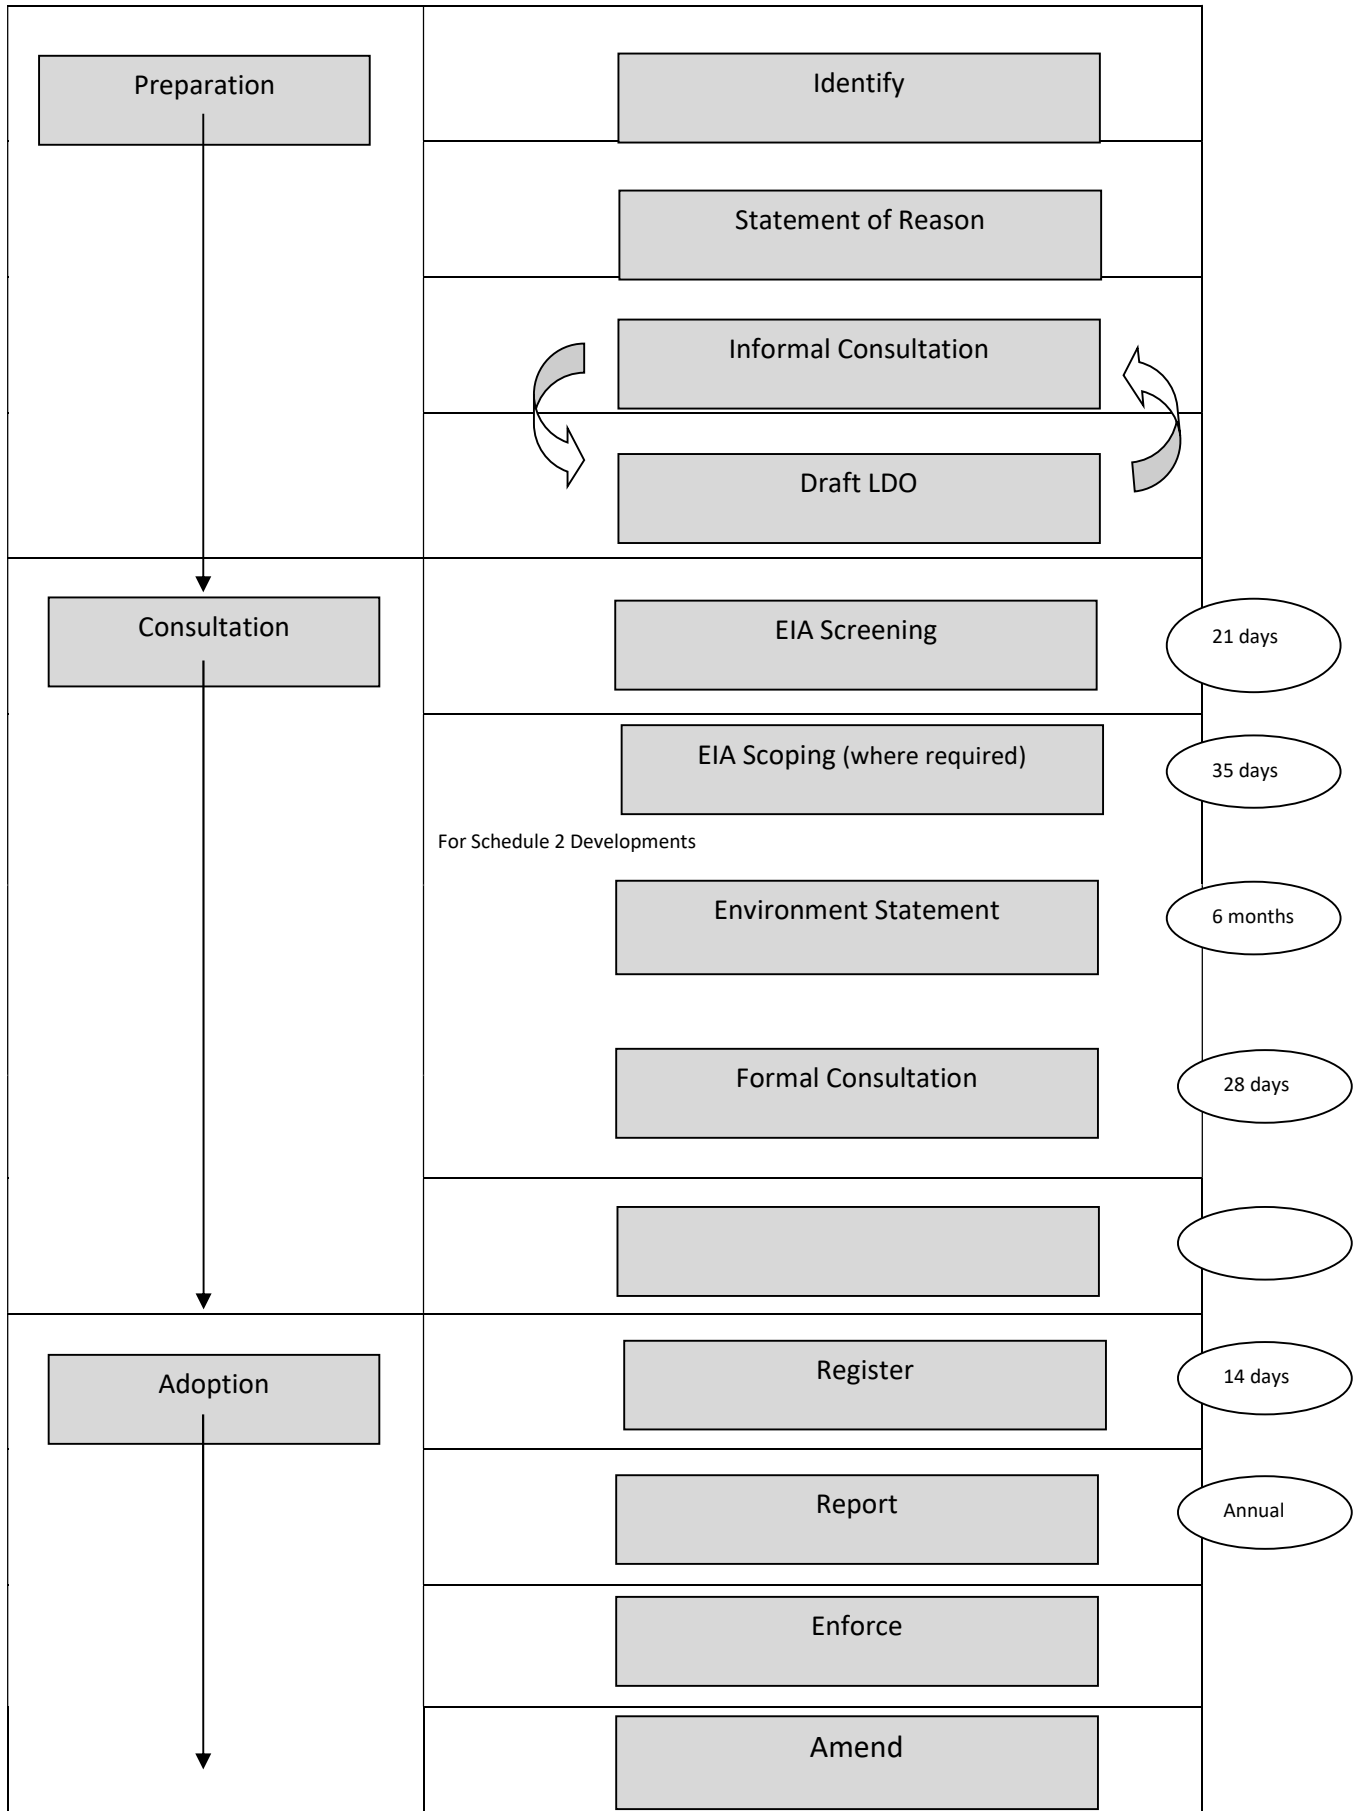 Preparation
Identify
Statement of Reason
Informal Consultation
Draft LDO
Consultation
EIA Screening
21 days
EIA Scoping (where required)
35 days
For Schedule 2 Developments
Environment Statement
6 months
Formal Consultation
28 days
Adoption
Register
14 days
Report
Annual
Enforce
Amend